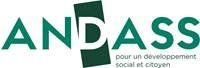 ANDASS
pour un développement
social et citoyen